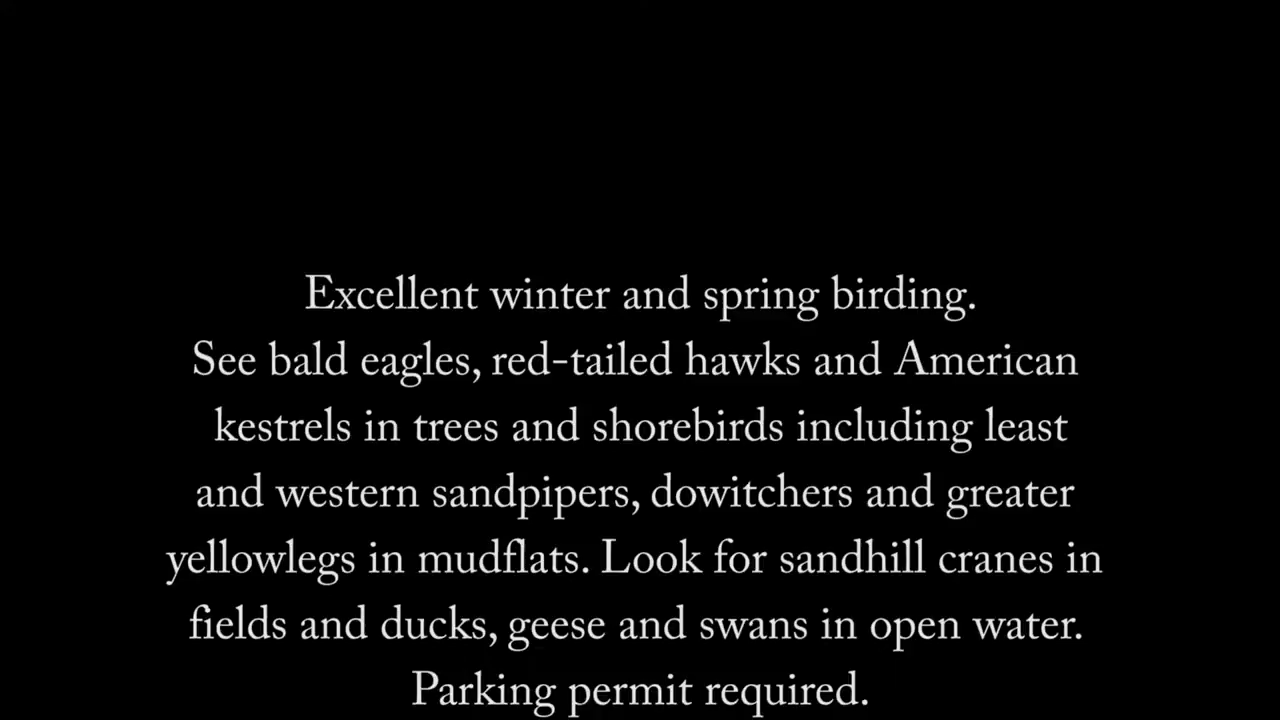 Excellent winter and spring birding.
See bald eagles, red-tailed hawks and American
kestrels in trees and shorebirds including least
and western sandpipers, dowitchers and greater
yellowlegs in mudflats. Look for sandhill cranes in
fields and ducks, geese and swans in open water.
Parking permit required.